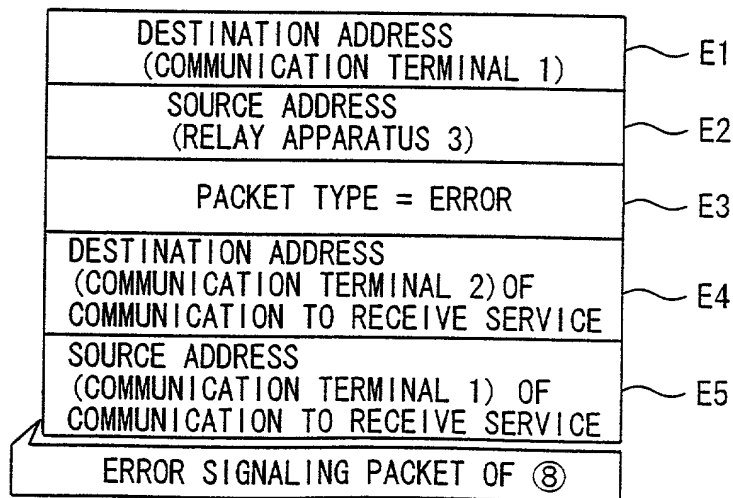 DESTINATION ADDRESS
(COMMUNICATION TERMINAL 1)
E1
SOURCE ADDRESS
(RELAY APPARATUS 3)
E2
PACKET TYPE = ERROR
E3
DESTINATION ADDRESS
(COMMUNICATION TERMINAL 2) OF
COMMUNICATION TO RECEIVE SERVICE
E4
SOURCE ADDRESS
(COMMUNICATION TERMINAL 1) OF
COMMUNICATION TO RECEIVE SERVICE
E5
ERROR SIGNALING PACKET OF ⑧